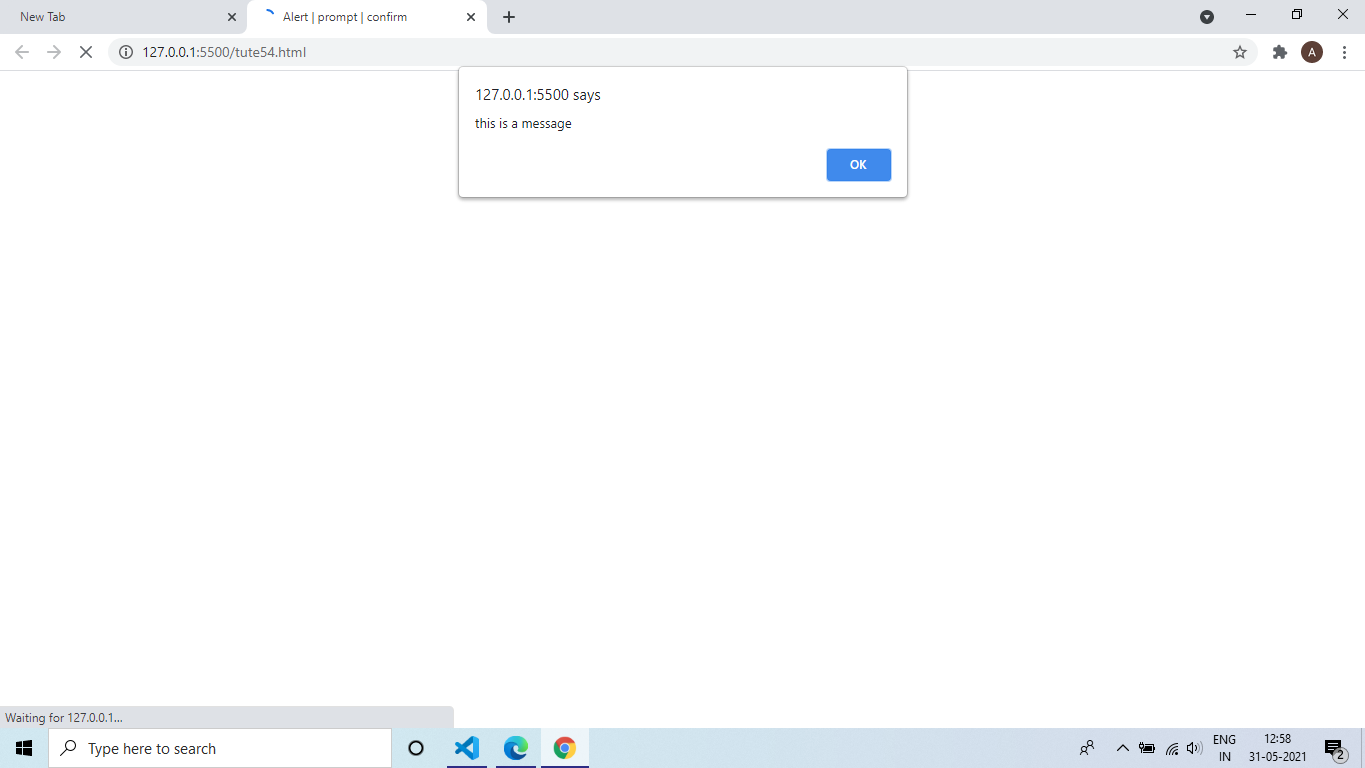 New Tab
Alert | prompt | confirm
127.0.0.1:5500/tute54.html
A
127.0.0.1:5500 says
this is a message
OK
Waiting for 127.0.0.1...
Type here to search
ENG
IN
12:58
31-05-2021
2